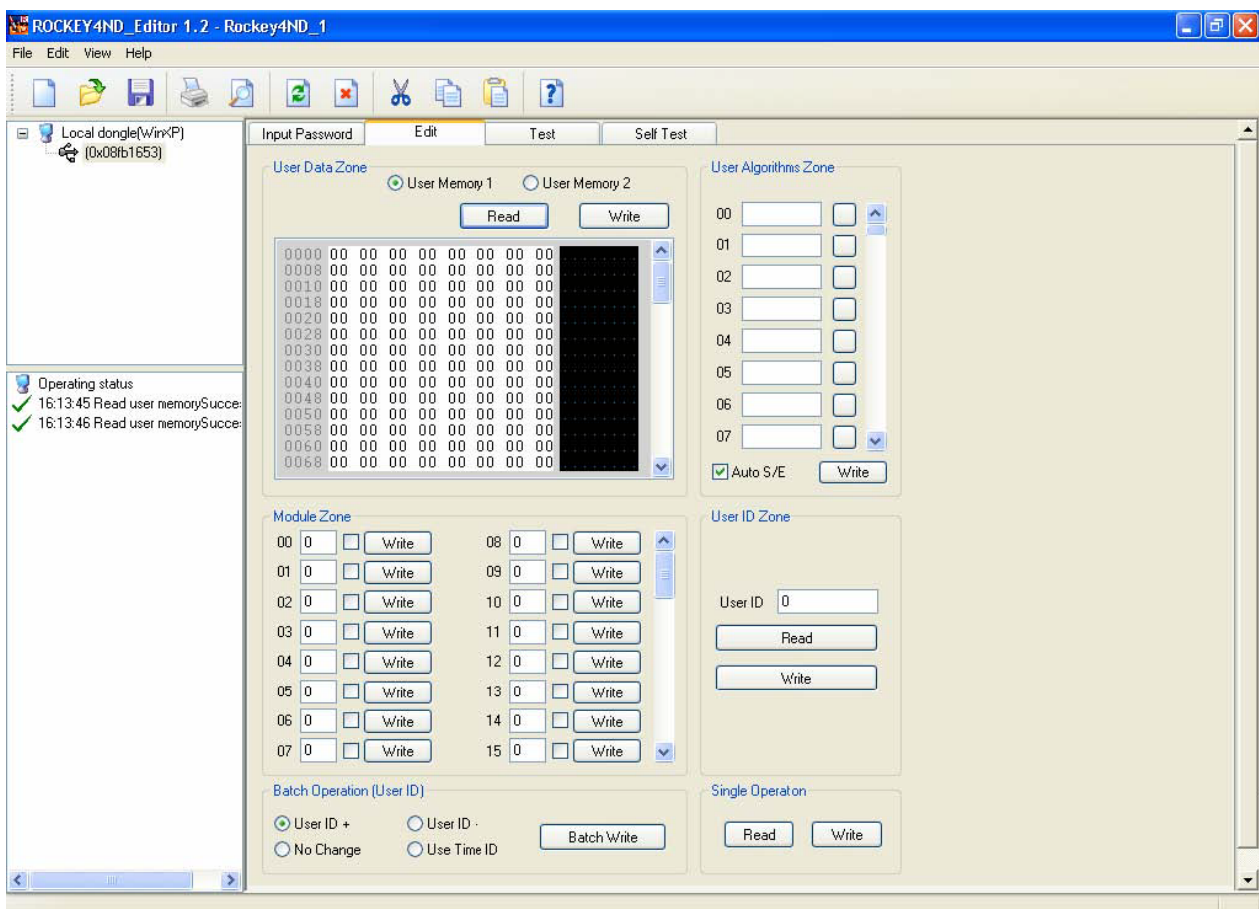 ROCKEY4ND_Editor 1.2 - Rockey4ND_1
File Edit View Help
Local dongle(WinXP)
(0x08fb1653)
Operating status
16:13:45 Read user memorySucce
16:13:46 Read user memorySucce
Input Password Edit Test Self Test
User Data Zone
User Memory 1 User Memory 2
Read Write
0000 00 00 00 00 00 00 00 00 ........
0008 00 00 00 00 00 00 00 00 ........
0010 00 00 00 00 00 00 00 00 ........
0018 00 00 00 00 00 00 00 00 ........
0020 00 00 00 00 00 00 00 00 ........
0028 00 00 00 00 00 00 00 00 ........
0030 00 00 00 00 00 00 00 00 ........
0038 00 00 00 00 00 00 00 00 ........
0040 00 00 00 00 00 00 00 00 ........
0048 00 00 00 00 00 00 00 00 ........
0050 00 00 00 00 00 00 00 00 ........
0058 00 00 00 00 00 00 00 00 ........
0060 00 00 00 00 00 00 00 00 ........
0068 00 00 00 00 00 00 00 00 ........
User Algorithms Zone
00
01
02
03
04
05
06
07
Auto S/E Write
Module Zone
00 0 Write 08 0 Write
01 0 Write 09 0 Write
02 0 Write 10 0 Write
03 0 Write 11 0 Write
04 0 Write 12 0 Write
05 0 Write 13 0 Write
06 0 Write 14 0 Write
07 0 Write 15 0 Write
User ID Zone
User ID 0
Read
Write
Batch Operation (User ID)
User ID + User ID -
No Change Use Time ID
Batch Write
Single Operaton
Read Write